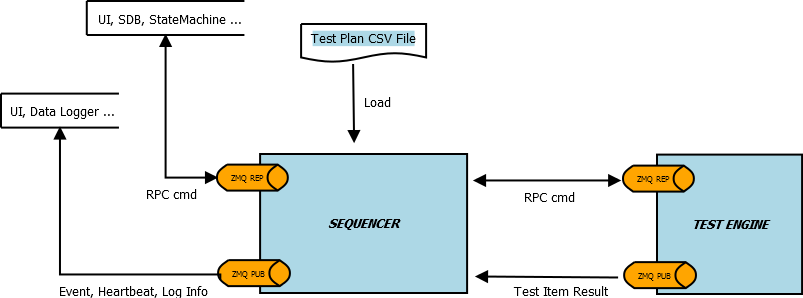 UI, SDB, StateMachine ...
Test Plan CSV File
UI, Data Logger ...
Load
ZMQ REP
ZMQ REP
RPC cmd
RPC cmd
SEQUENCER
TEST ENGINE
ZMQ PUB
ZMQ PUB
Event, Heartbeat, Log Info
Test Item Result